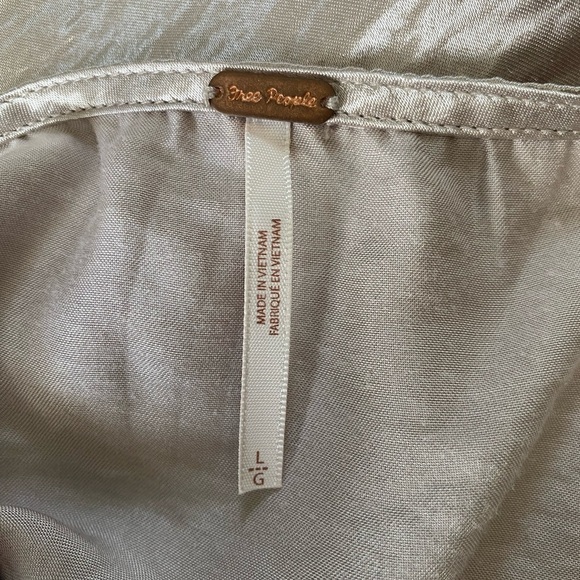 Free People
MADE IN VIETNAM
FABRIQUÉ EN VIETNAM
L
G